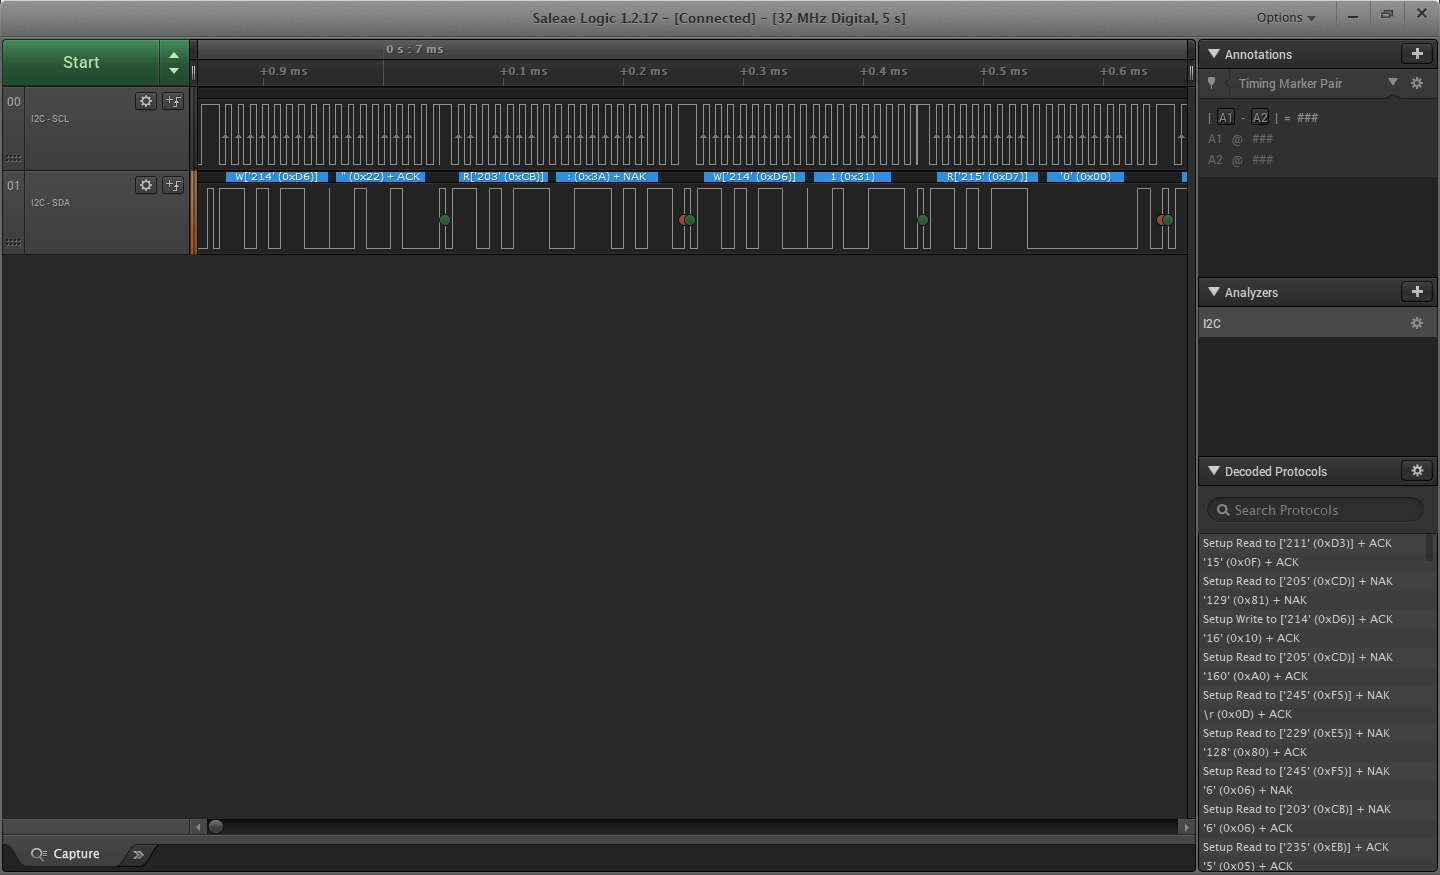 Saleae Logic 1.2.17 - [Connected] - [32 MHz Digital, 5 s]
Options
Start
0 s : 7 ms
+0.9 ms
+0.1 ms
+0.2 ms
+0.3 ms
+0.4 ms
+0.5 ms
+0.6 ms
00
I2C - SCL
01
I2C - SDA
W['214' (0xD6)]
" (0x22) + ACK
R['203' (0xCB)]
: (0x3A) + NAK
W['214' (0xD6)]
1 (0x31)
R['215' (0xD7)]
'0' (0x00)
Capture
Annotations
Timing Marker Pair
| A1 - A2 | = ###
A1 @ ###
A2 @ ###
Analyzers
I2C
Decoded Protocols
Search Protocols
Setup Read to ['211' (0xD3)] + ACK
'15' (0x0F) + ACK
Setup Read to ['205' (0xCD)] + NAK
'129' (0x81) + NAK
Setup Write to ['214' (0xD6)] + ACK
'16' (0x10) + ACK
Setup Read to ['205' (0xCD)] + NAK
'160' (0xA0) + ACK
Setup Read to ['245' (0xF5)] + NAK
\r (0x0D) + ACK
Setup Read to ['229' (0xE5)] + NAK
'128' (0x80) + ACK
Setup Read to ['245' (0xF5)] + NAK
'6' (0x06) + NAK
Setup Read to ['203' (0xCB)] + NAK
'6' (0x06) + ACK
Setup Read to ['235' (0xEB)] + ACK
'5' (0x05) + ACK